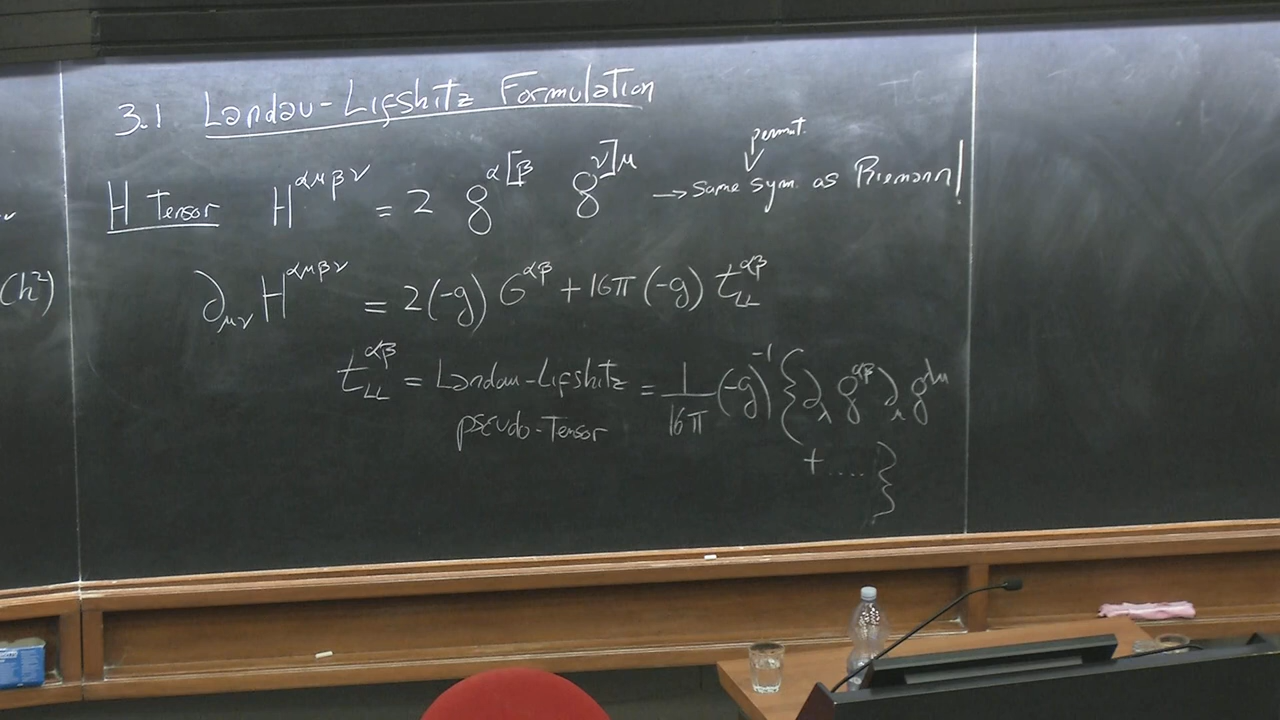 3.1 Landau-Lifshitz Formulation
permut.
H Tensor H^{αμβν} = 2 g^{α[β} g^{ν]μ} → same sym. as Riemann!
∂_{μν} H^{αμβν} = 2(-g) G^{αβ} + 16π (-g) t_{LL}^{αβ}
(h²)
t_{LL}^{αβ} = Landau-Lifshitz = 1/16π (-g)^{-1} { ∂_λ g^{αβ} ∂_μ g^{λμ}
pseudo-Tensor
+ .... }